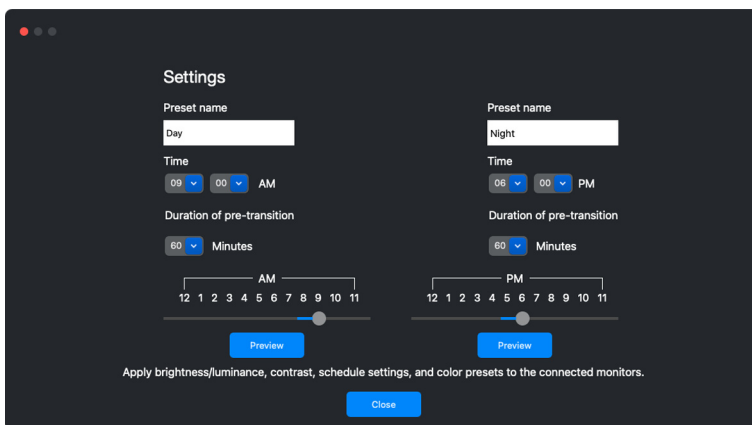 Settings
Preset name Preset name
Day Night
Time Time
09 00 AM 06 00 PM
Duration of pre-transition Duration of pre-transition
60 Minutes 60 Minutes
AM PM
12 1 2 3 4 5 6 7 8 9 10 11 12 1 2 3 4 5 6 7 8 9 10 11
Preview Preview
Apply brightness/luminance, contrast, schedule settings, and color presets to the connected monitors.
Close